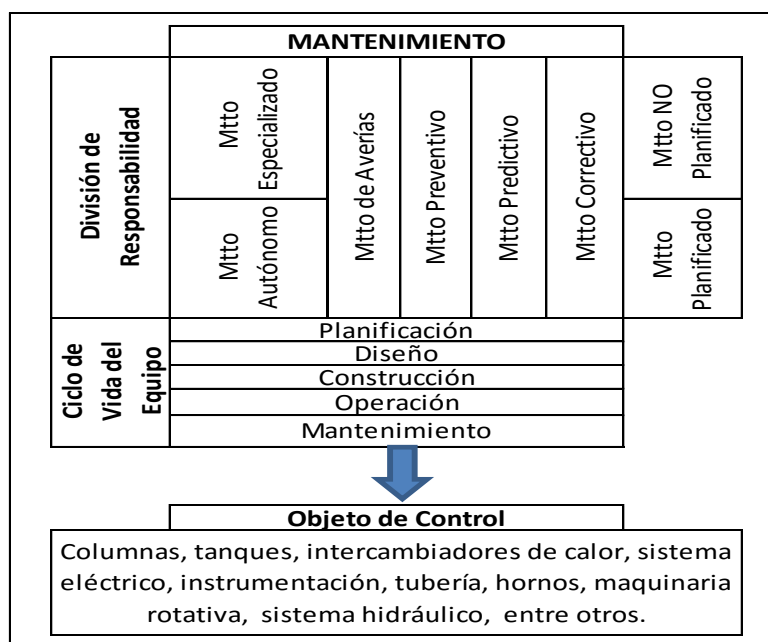 MANTENIMIENTO
División de
Responsabilidad
Mtto
Especializado
Mtto
Autónomo
Mtto de Averías
Mtto Preventivo
Mtto Predictivo
Mtto Correctivo
Mtto NO
Planificado
Mtto
Planificado
Ciclo de
Vida del
Equipo
Planificación
Diseño
Construcción
Operación
Mantenimiento
Objeto de Control
Columnas, tanques, intercambiadores de calor, sistema
eléctrico, instrumentación, tubería, hornos, maquinaria
rotativa, sistema hidráulico, entre otros.